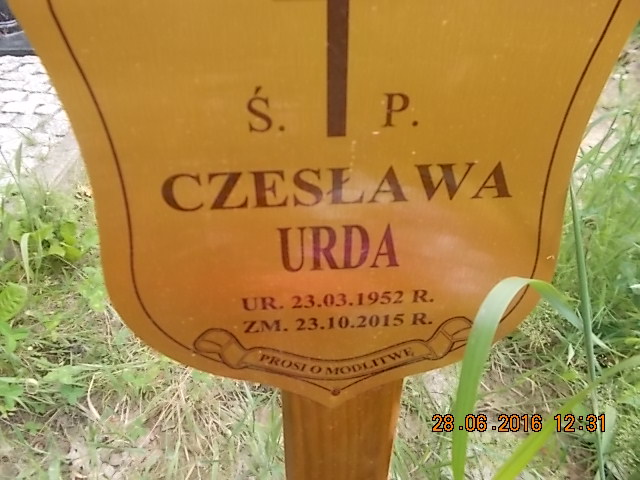 Ś. P.
CZESŁAWA
URDA
UR. 23.03.1952 R.
ZM. 23.10.2015 R.
PROSI O MODLITWĘ
28.06.2016 12:31